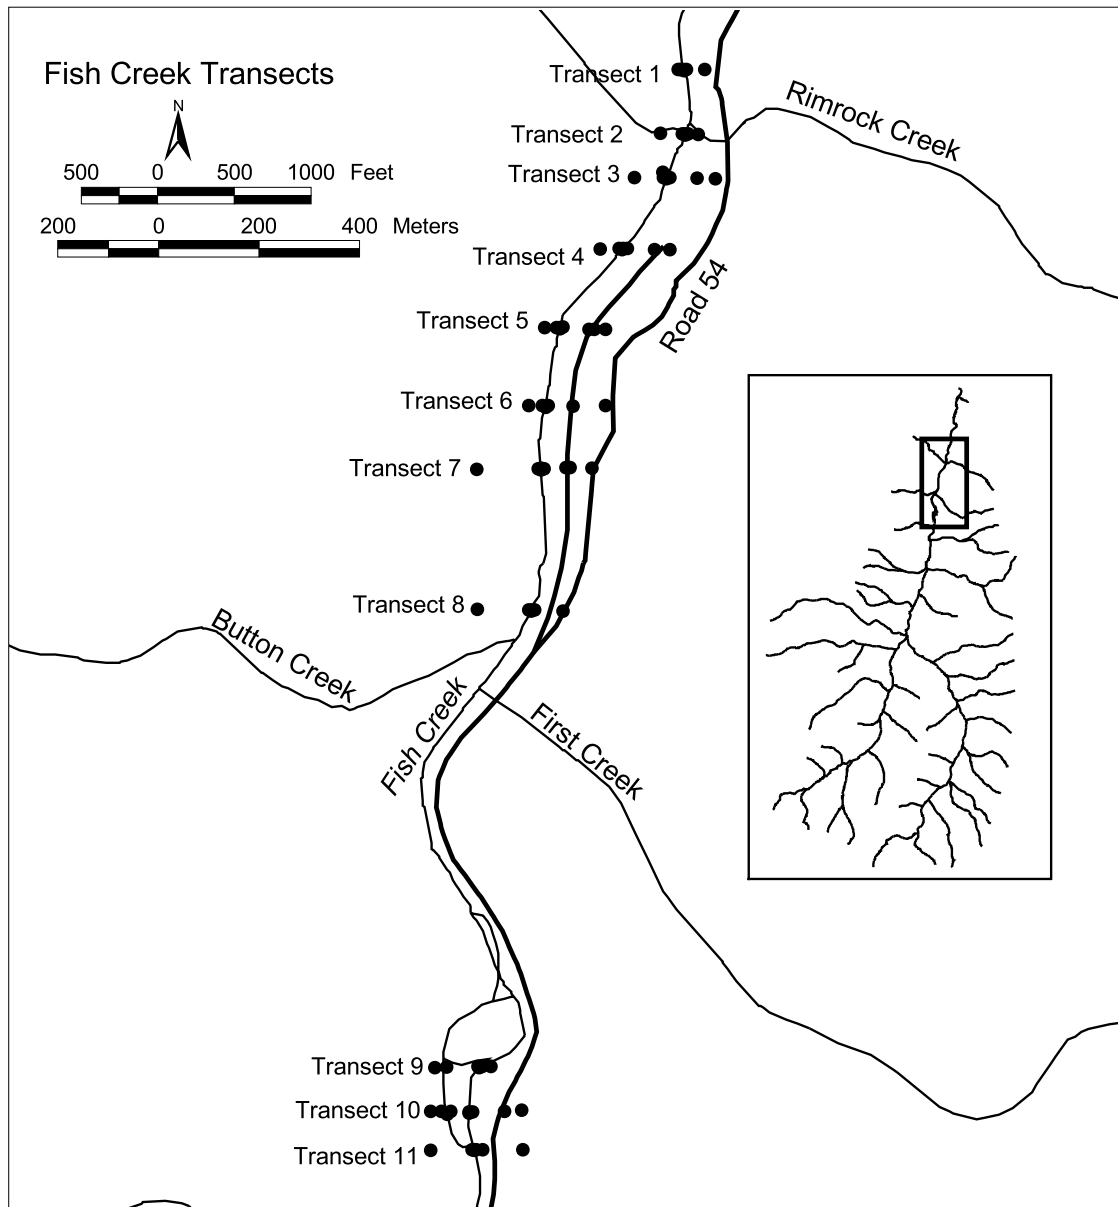 Fish Creek Transects
N
500 0 500 1000 Feet
200 0 200 400 Meters
Transect 1
Rimrock Creek
Transect 2
Transect 3
Transect 4
Road 54
Transect 5
Transect 6
Transect 7
Transect 8
Button Creek
Fish Creek
First Creek
Transect 9
Transect 10
Transect 11